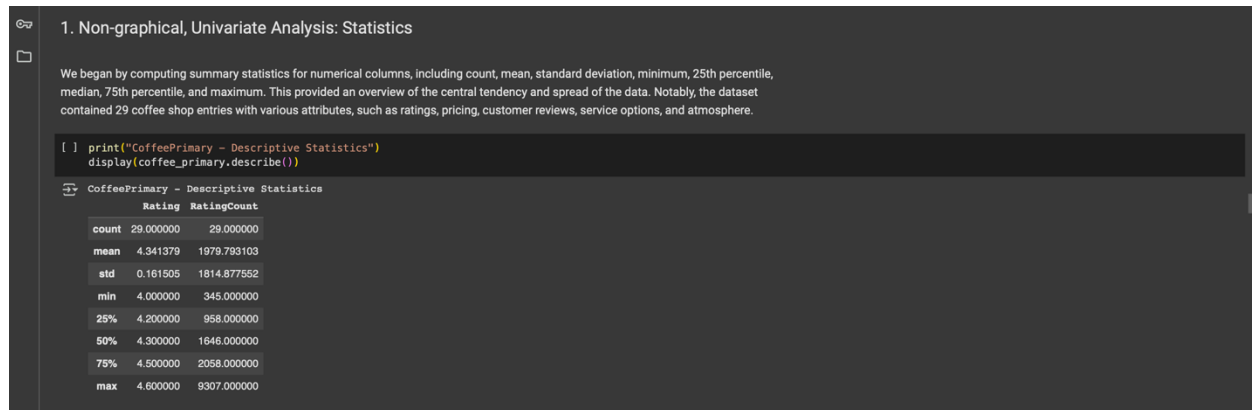 1. Non-graphical, Univariate Analysis: Statistics
We began by computing summary statistics for numerical columns, including count, mean, standard deviation, minimum, 25th percentile,
median, 75th percentile, and maximum. This provided an overview of the central tendency and spread of the data. Notably, the dataset
contained 29 coffee shop entries with various attributes, such as ratings, pricing, customer reviews, service options, and atmosphere.
[ ] print("CoffeePrimary – Descriptive Statistics")
display(coffee_primary.describe())
CoffeePrimary - Descriptive Statistics
Rating RatingCount
count 29.000000 29.000000
mean 4.341379 1979.793103
std 0.161505 1814.877552
min 4.000000 345.000000
25% 4.200000 958.000000
50% 4.300000 1646.000000
75% 4.500000 2058.000000
max 4.600000 9307.000000